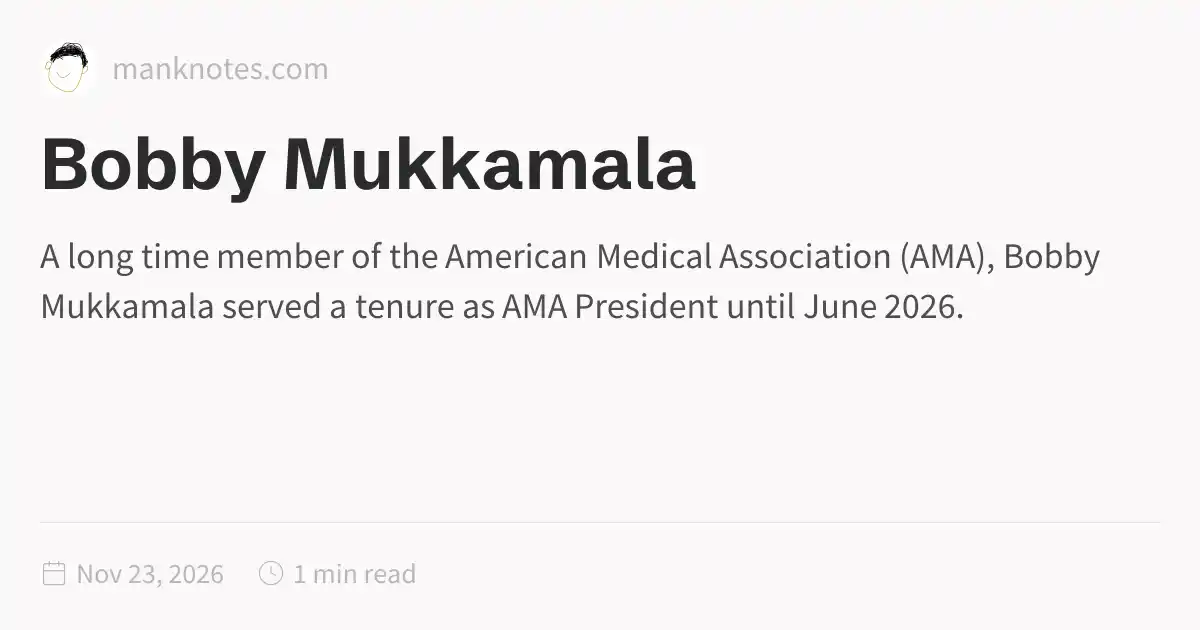 manknotes.com
Bobby Mukkamala
A long time member of the American Medical Association (AMA), Bobby
Mukkamala served a tenure as AMA President until June 2026.
Nov 23, 2026 1 min read